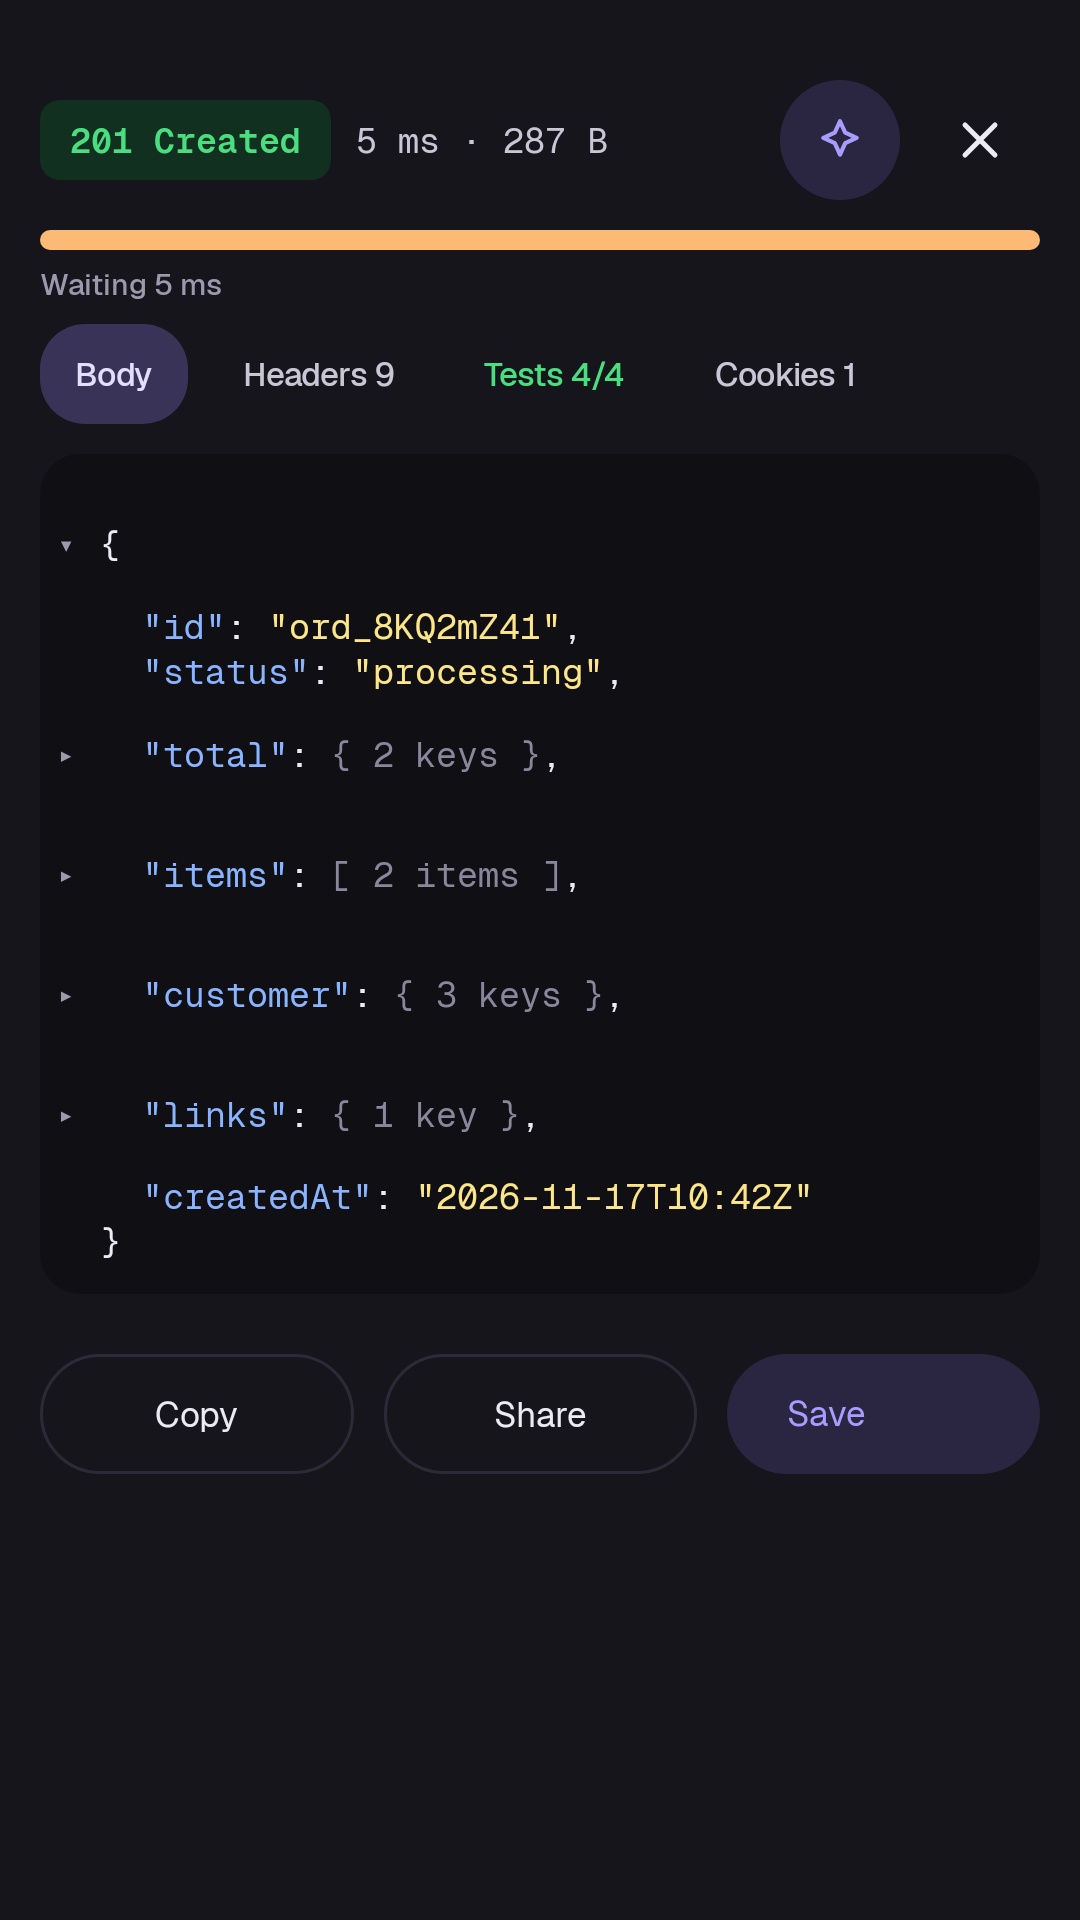 201 Created 5 ms · 287 B
Waiting 5 ms
Body Headers 9 Tests 4/4 Cookies 1
{
"id": "ord_8KQ2mZ41",
"status": "processing",
"total": { 2 keys },
"items": [ 2 items ],
"customer": { 3 keys },
"links": { 1 key },
"createdAt": "2026-11-17T10:42Z"
}
Copy Share Save